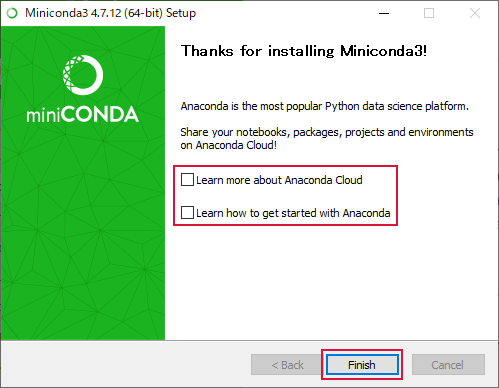 Miniconda3 4.7.12 (64-bit) Setup
Thanks for installing Miniconda3!
miniCONDA
Anaconda is the most popular Python data science platform.
Share your notebooks, packages, projects and environments
on Anaconda Cloud!
Learn more about Anaconda Cloud
Learn how to get started with Anaconda
< Back
Finish
Cancel